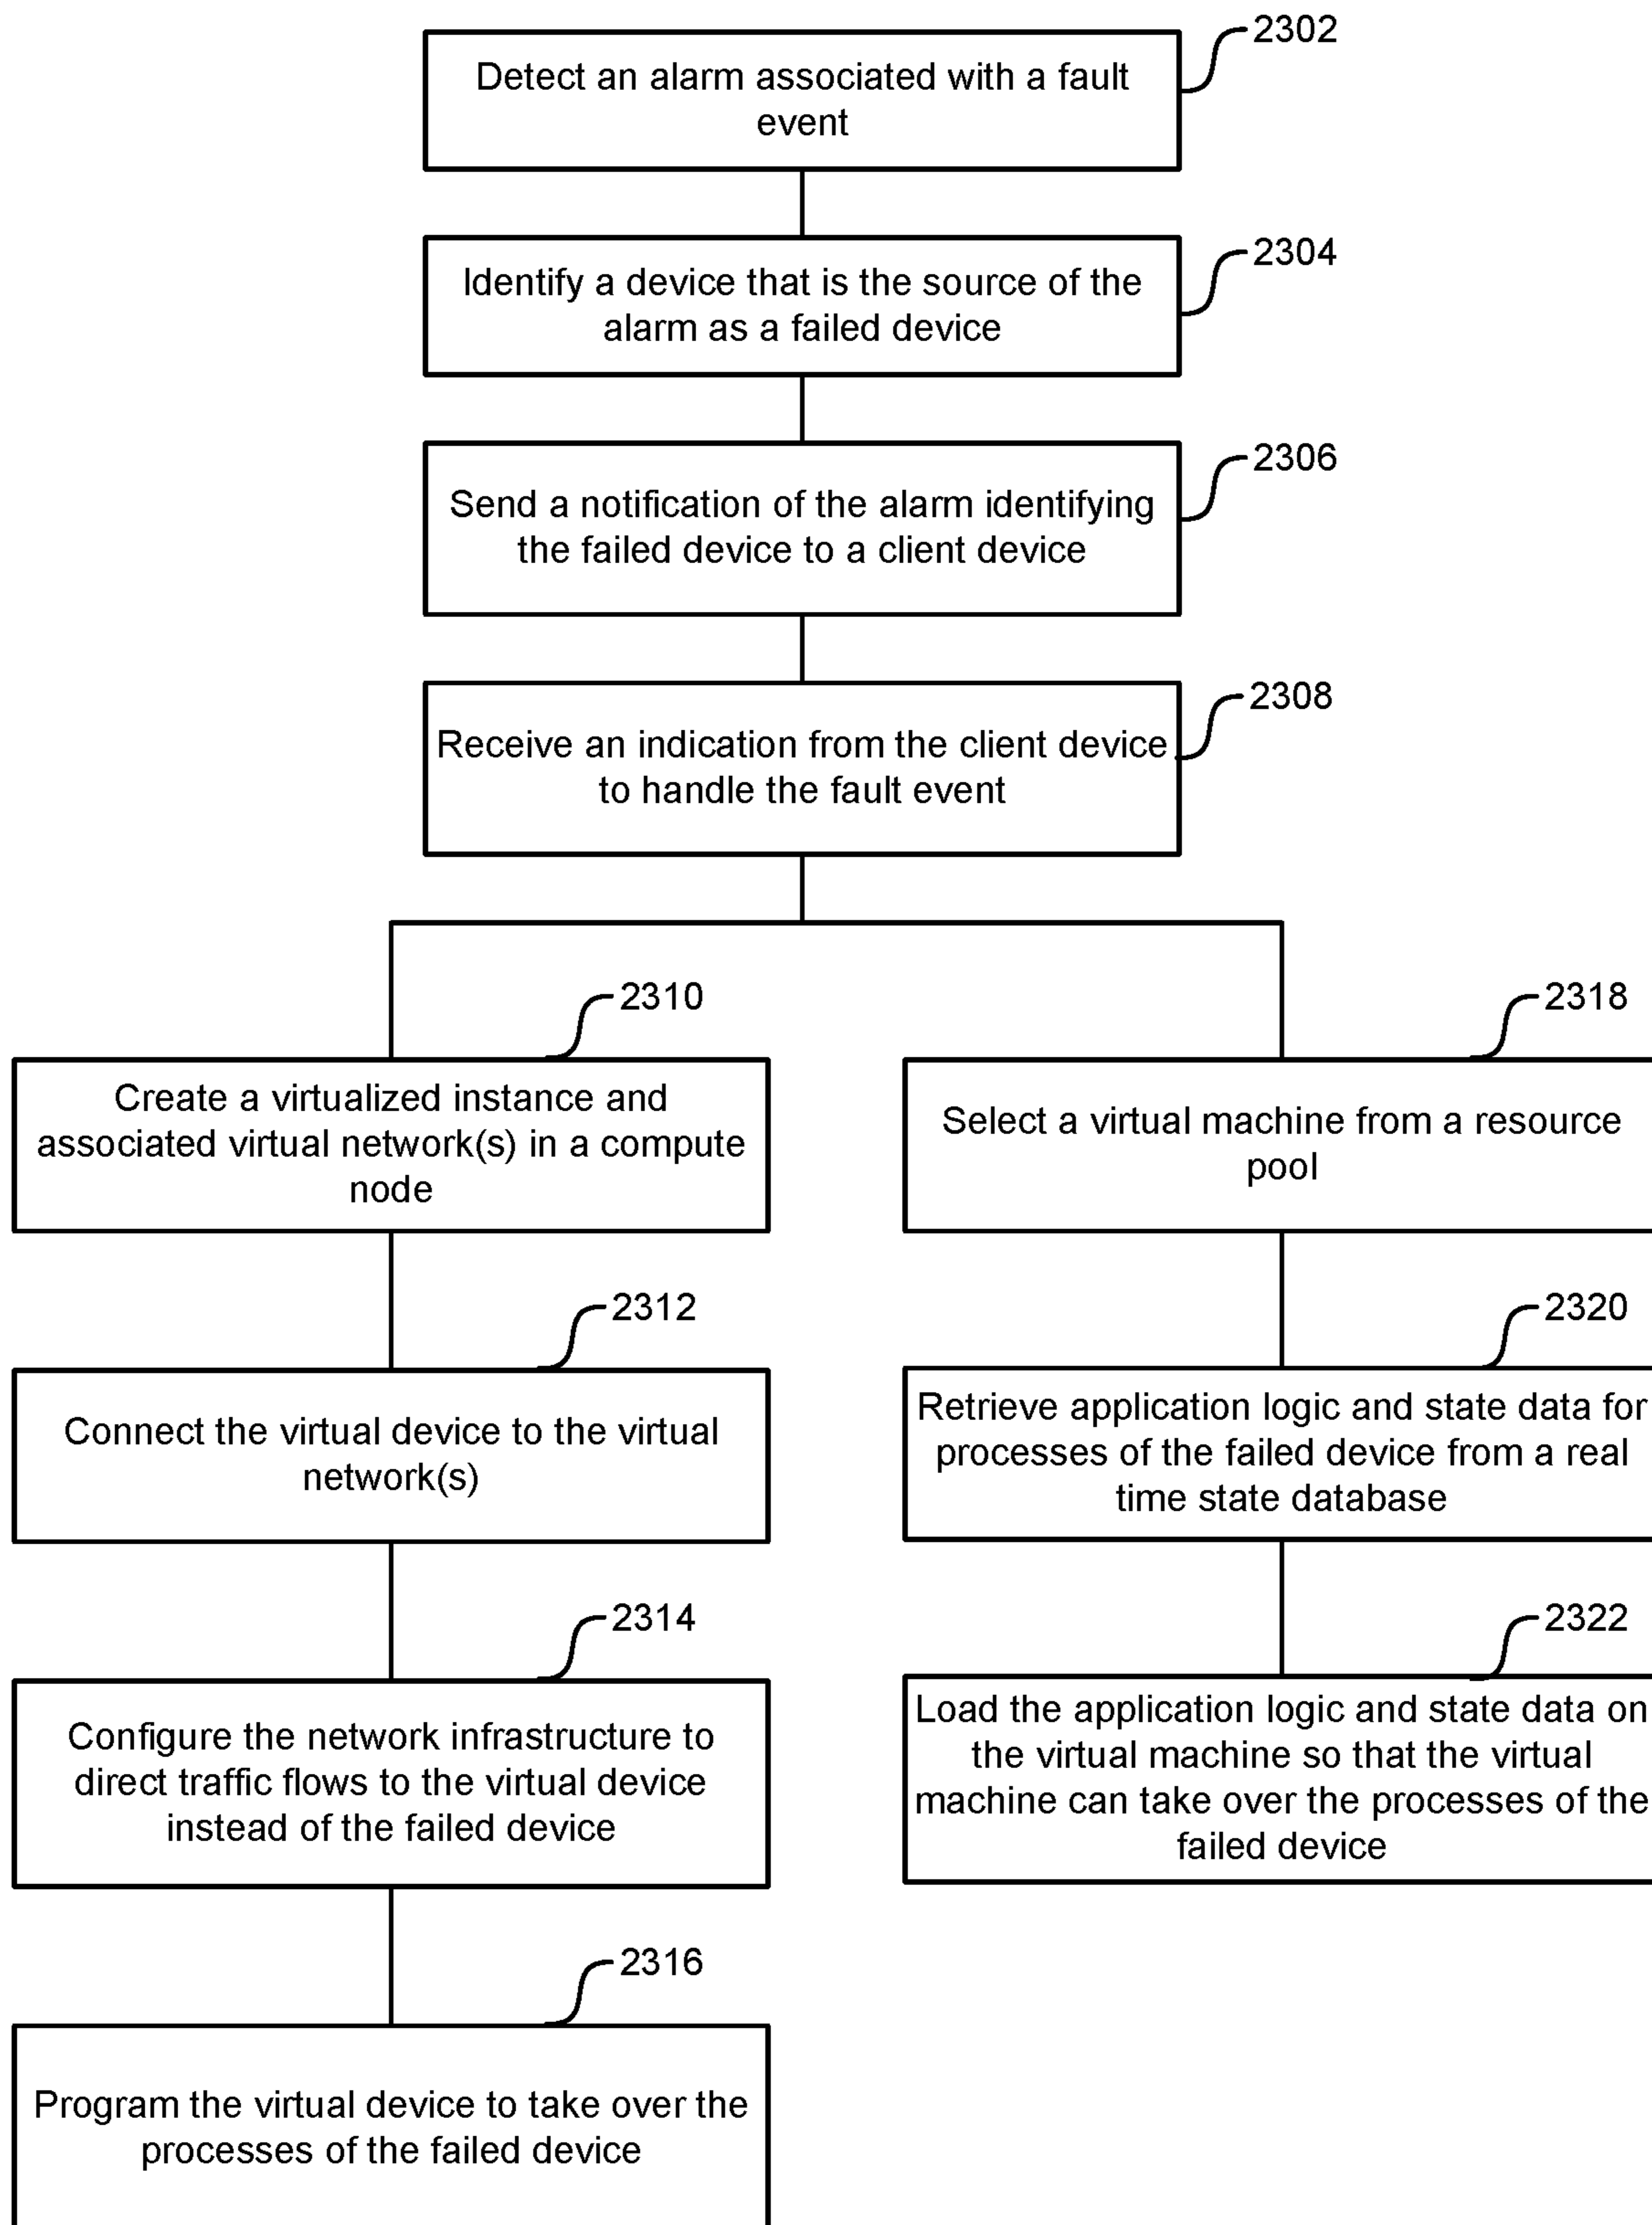 2302
Detect an alarm associated with a fault
event
2304
Identify a device that is the source of the
alarm as a failed device
2306
Send a notification of the alarm identifying
the failed device to a client device
2308
Receive an indication from the client device
to handle the fault event
2310
Create a virtualized instance and
associated virtual network(s) in a compute
node
2312
Connect the virtual device to the virtual
network(s)
2314
Configure the network infrastructure to
direct traffic flows to the virtual device
instead of the failed device
2316
Program the virtual device to take over the
processes of the failed device
2318
Select a virtual machine from a resource
pool
2320
Retrieve application logic and state data for
processes of the failed device from a real
time state database
2322
Load the application logic and state data on
the virtual machine so that the virtual
machine can take over the processes of the
failed device